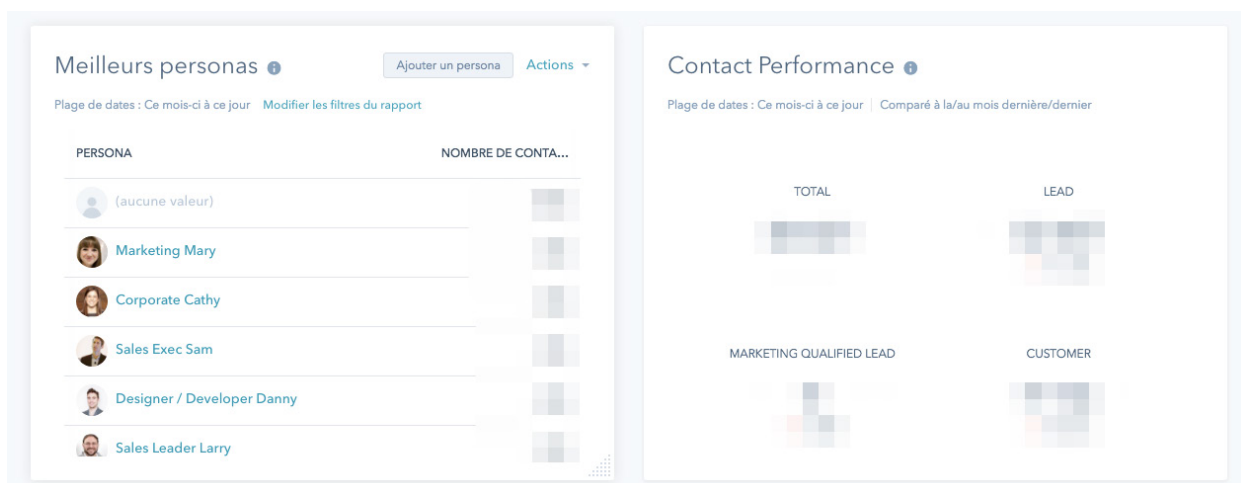 Meilleurs personas
Ajouter un persona
Actions
Plage de dates : Ce mois-ci à ce jour Modifier les filtres du rapport
PERSONA NOMBRE DE CONTA...
(aucune valeur)
Marketing Mary
Corporate Cathy
Sales Exec Sam
Designer / Developer Danny
Sales Leader Larry
Contact Performance
Plage de dates : Ce mois-ci à ce jour Comparé à la/au mois dernière/dernier
TOTAL LEAD
MARKETING QUALIFIED LEAD CUSTOMER